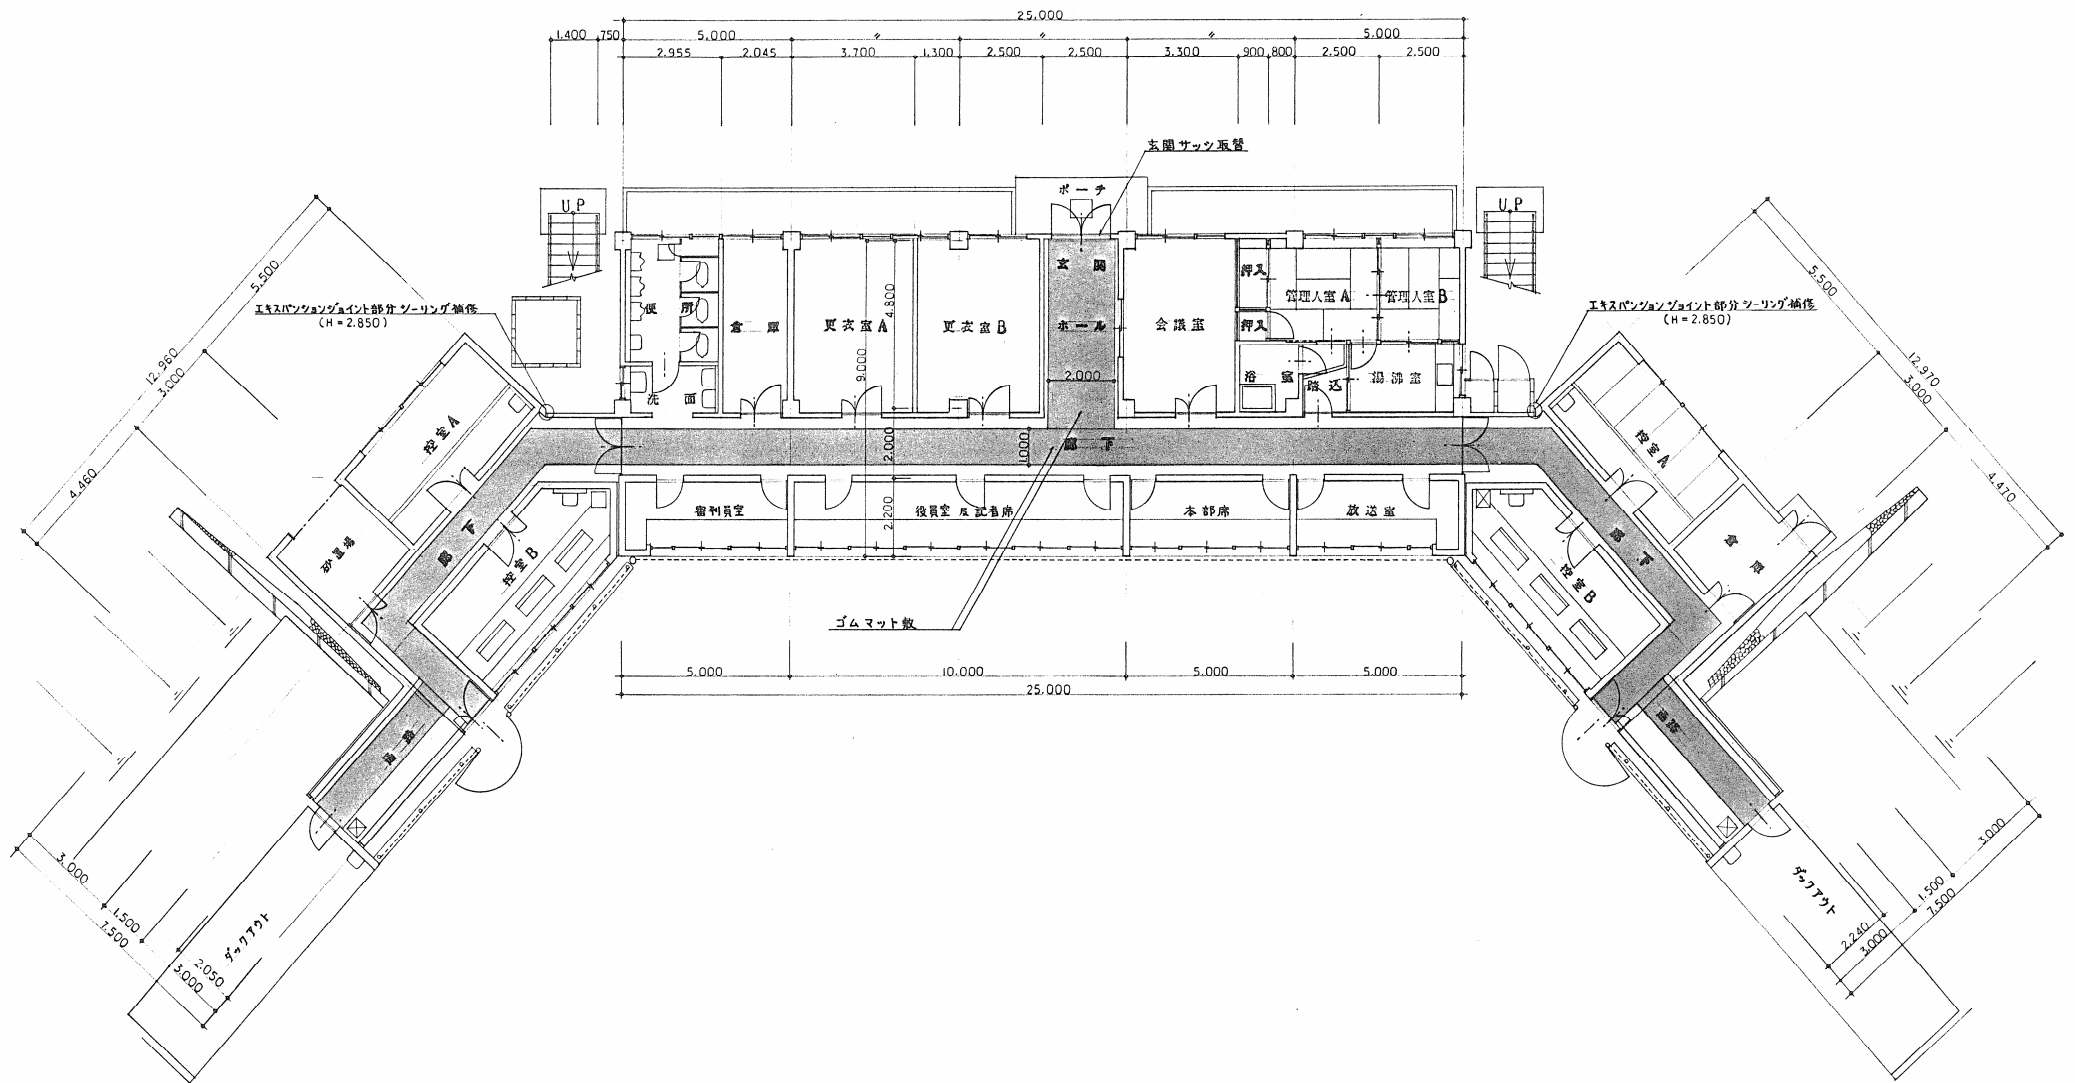 25,000
1,400 750 5,000 〃 〃 〃 5,000
2,955 2,045 3,700 1,300 2,500 2,500 3,300 900 800 2,500 2,500
玄関サッシ取替
ポーチ
UP
UP
5,500
5,500
エキスパンションジョイント部分シーリング補修
(H=2.850)
エキスパンションジョイント部分シーリング補修
(H=2.850)
玄関
ホール
便所
倉庫
更衣室A
更衣室B
会議室
押入
押入
管理人室A
管理人室B
4,800
9,000
2,000
洗面
浴室
踏込
湯沸室
12,960
3,000
4,460
12,970
3,000
4,470
控室A
控室A
廊下
2,000
1,000
2,200
審判員室
役員室及記者席
本部席
放送室
砂置場
廊下
控室B
廊下
控室B
倉庫
ゴムマット敷
5,000 10,000 5,000 5,000
25,000
通路
通路
3,000
1,500
7,500
2,050
3,000
ダックアウト
ダックアウト
3,000
1,500
7,500
2,240
3,000